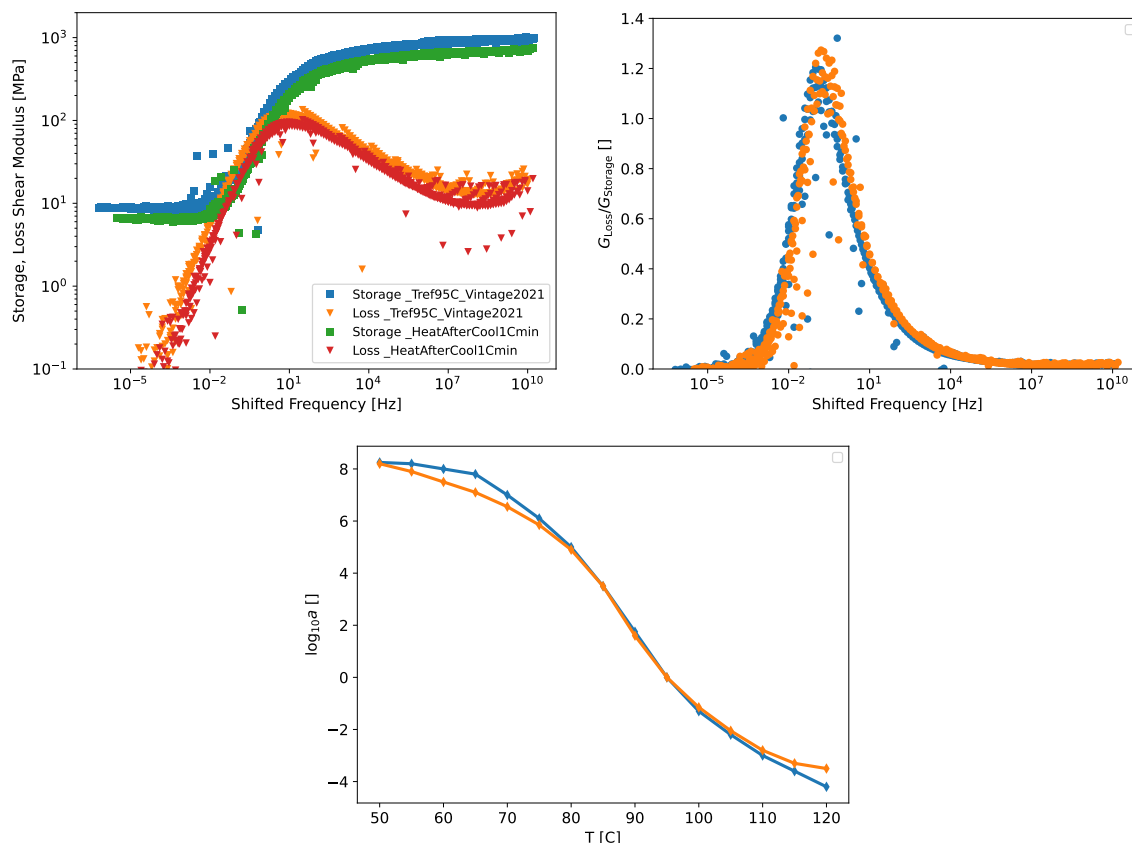 Storage, Loss Shear Modulus [MPa]
10³
10²
10¹
10⁰
10⁻¹
Storage _Tref95C_Vintage2021
Loss _Tref95C_Vintage2021
Storage _HeatAfterCool1Cmin
Loss _HeatAfterCool1Cmin
10⁻⁵ 10⁻² 10¹ 10⁴ 10⁷ 10¹⁰
Shifted Frequency [Hz]
G_Loss/G_Storage []
1.4
1.2
1.0
0.8
0.6
0.4
0.2
0.0
10⁻⁵ 10⁻² 10¹ 10⁴ 10⁷ 10¹⁰
Shifted Frequency [Hz]
log₁₀a []
8
6
4
2
0
−2
−4
50 60 70 80 90 100 110 120
T [C]